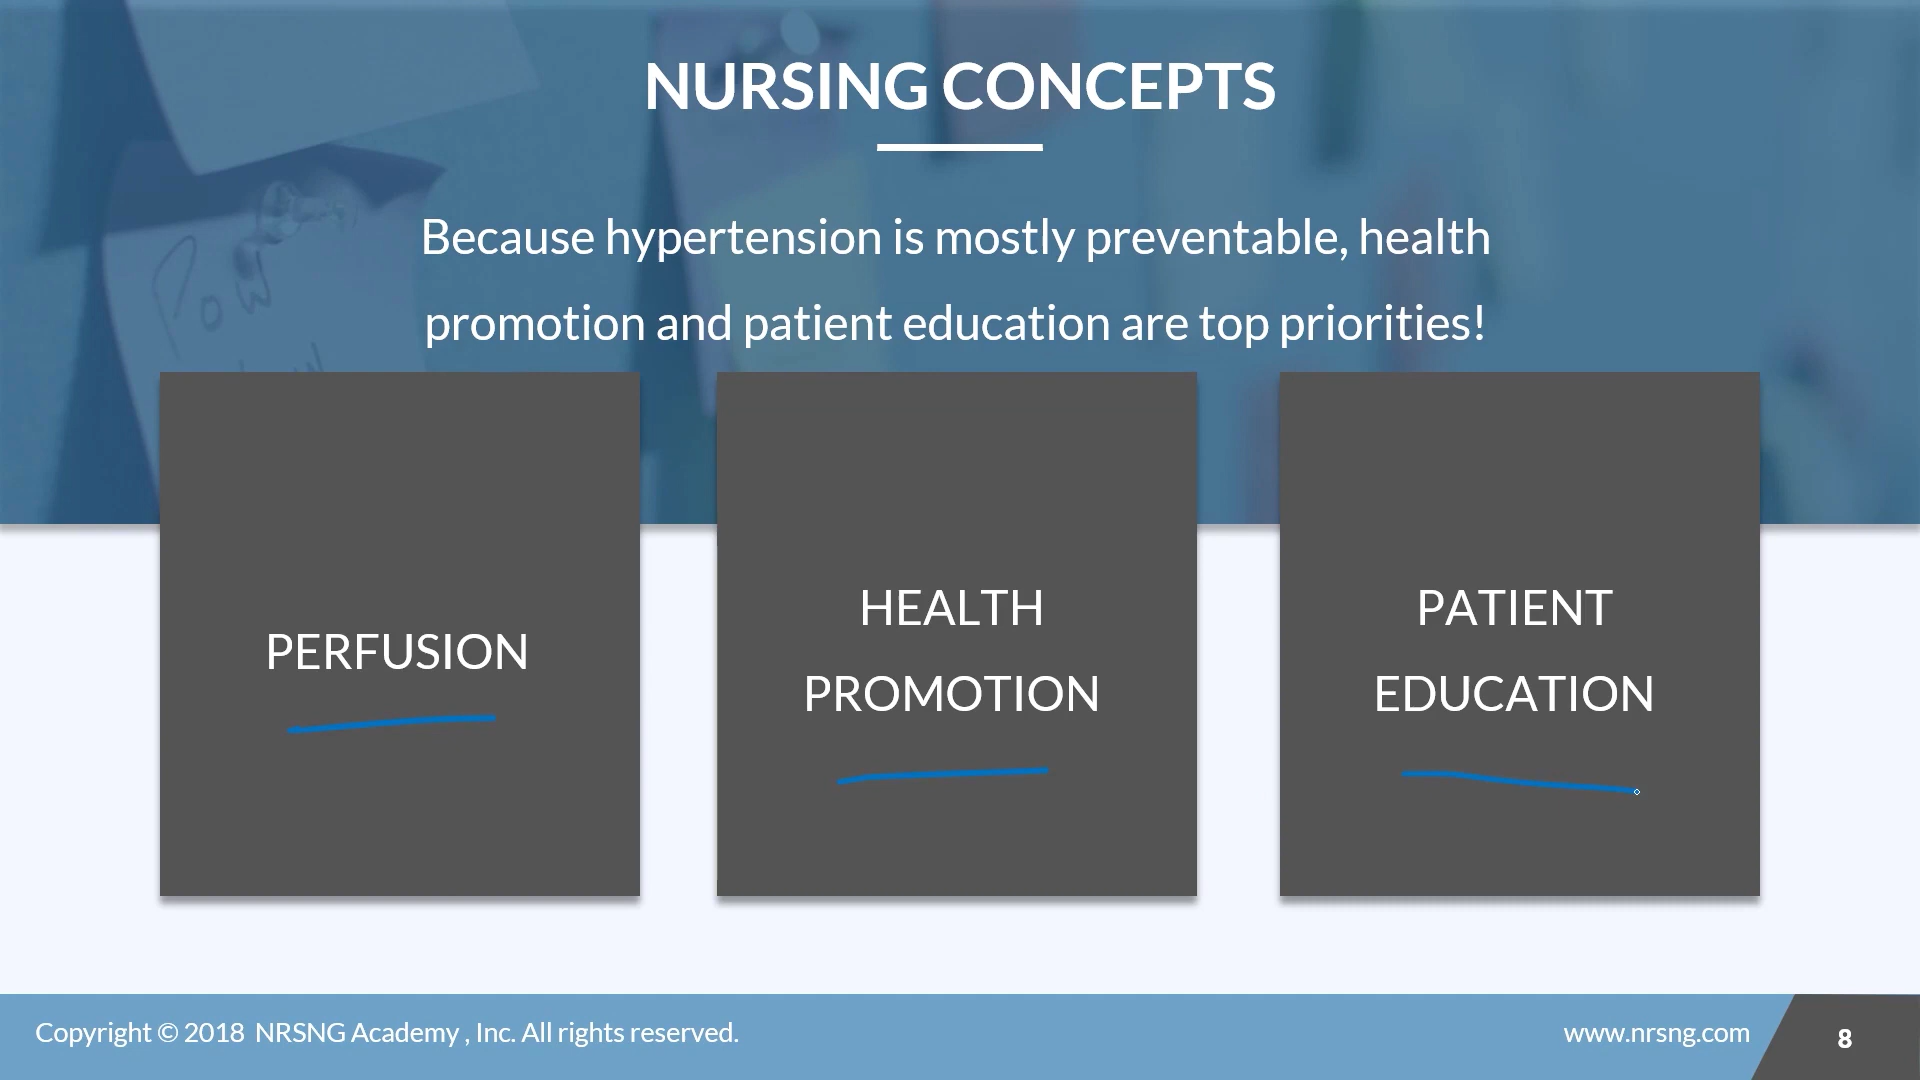 NURSING CONCEPTS
Because hypertension is mostly preventable, health
promotion and patient education are top priorities!
Pow
PERFUSION
HEALTH
PROMOTION
PATIENT
EDUCATION
Copyright © 2018 NRSNG Academy , Inc. All rights reserved.
www.nrsng.com
8